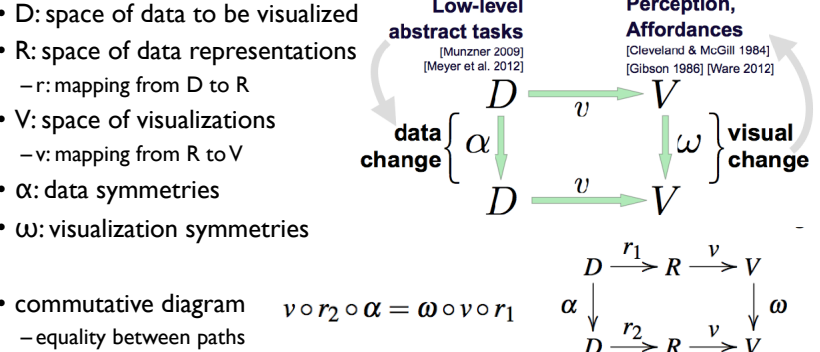 • D: space of data to be visualized
• R: space of data representations
– r: mapping from D to R
• V: space of visualizations
– v: mapping from R to V
• α: data symmetries
• ω: visualization symmetries
• commutative diagram
– equality between paths
v ∘ r₂ ∘ α = ω ∘ v ∘ r₁
Low-level
abstract tasks
[Munzner 2009]
[Meyer et al. 2012]
Perception,
Affordances
[Cleveland & McGill 1984]
[Gibson 1986] [Ware 2012]
D v V
data change { α ω } visual change
D v V
D r₁ R v V
α ω
D r₂ R v V